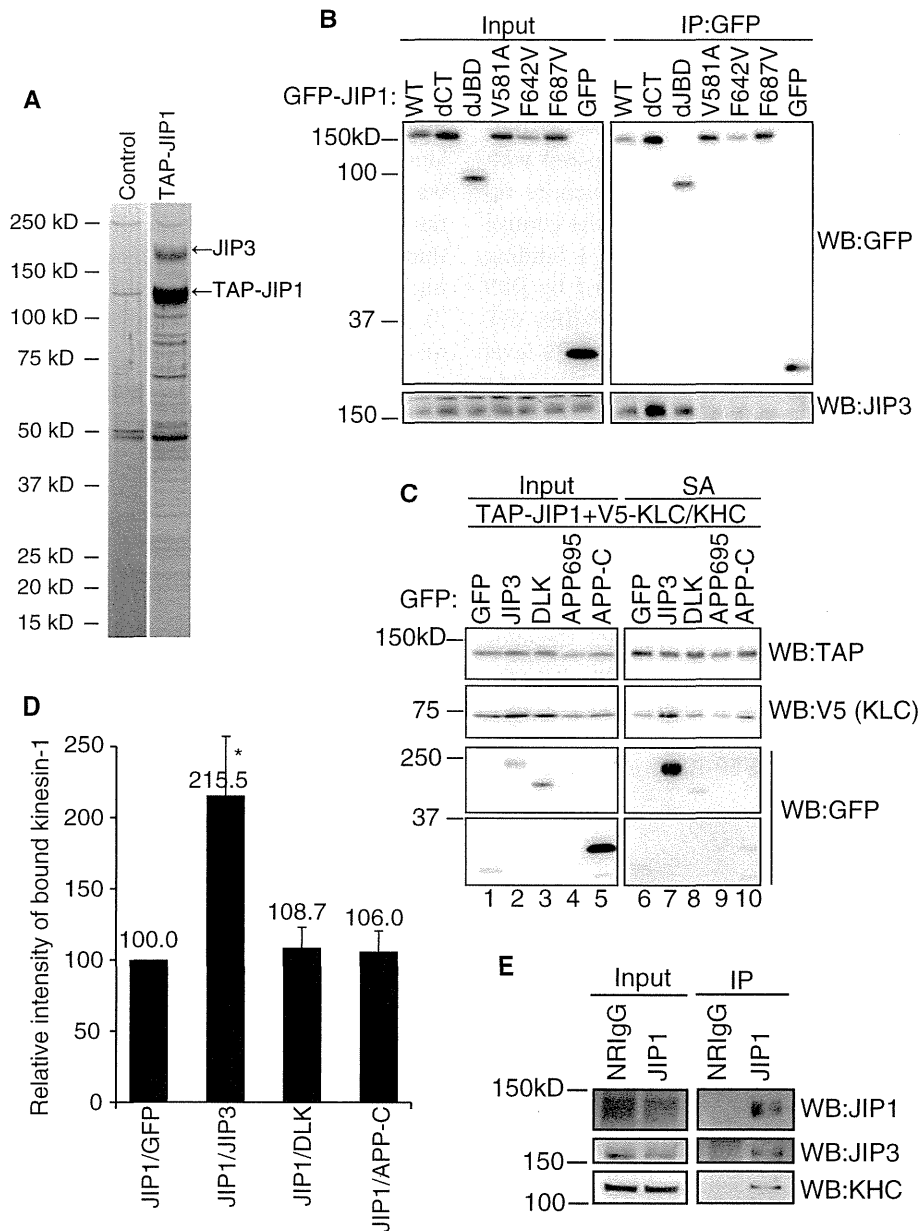 A
Control
TAP-JIP1
250 kD
150 kD
100 kD
75 kD
50 kD
37 kD
25 kD
20 kD
15 kD
←JIP3
←TAP-JIP1
B
Input
IP:GFP
GFP-JIP1:
WT
dCT
dJBD
V581A
F642V
F687V
GFP
WT
dCT
dJBD
V581A
F642V
F687V
GFP
150kD
100
37
150
WB:GFP
WB:JIP3
C
Input
SA
TAP-JIP1+V5-KLC/KHC
GFP:
GFP
JIP3
DLK
APP695
APP-C
GFP
JIP3
DLK
APP695
APP-C
150kD
75
250
37
WB:TAP
WB:V5 (KLC)
WB:GFP
1 2 3 4 5 6 7 8 9 10
D
Relative intensity of bound kinesin-1
250
200
150
100
50
0
100.0
215.5
*
108.7
106.0
JIP1/GFP
JIP1/JIP3
JIP1/DLK
JIP1/APP-C
E
Input
IP
NRIgG
JIP1
NRIgG
JIP1
150kD
150
100
WB:JIP1
WB:JIP3
WB:KHC